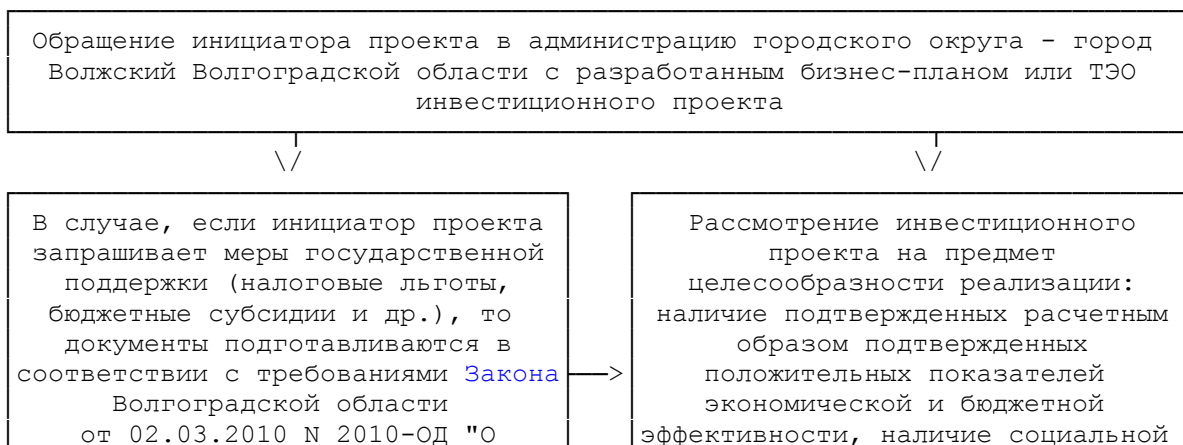 Обращение инициатора проекта в администрацию городского округа - город
Волжский Волгоградской области с разработанным бизнес-планом или ТЭО
инвестиционного проекта
В случае, если инициатор проекта
запрашивает меры государственной
поддержки (налоговые льготы,
бюджетные субсидии и др.), то
документы подготавливаются в
соответствии с требованиями Закона
Волгоградской области
от 02.03.2010 N 2010-ОД "О
Рассмотрение инвестиционного
проекта на предмет
целесообразности реализации:
наличие подтвержденных расчетным
образом подтвержденных
положительных показателей
экономической и бюджетной
эффективности, наличие социальной